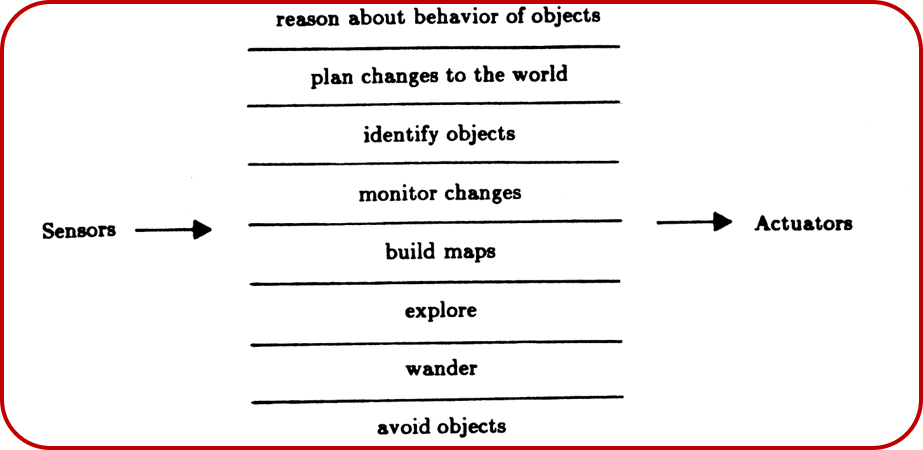 reason about behavior of objects
plan changes to the world
identify objects
monitor changes
Sensors
Actuators
build maps
explore
wander
avoid objects